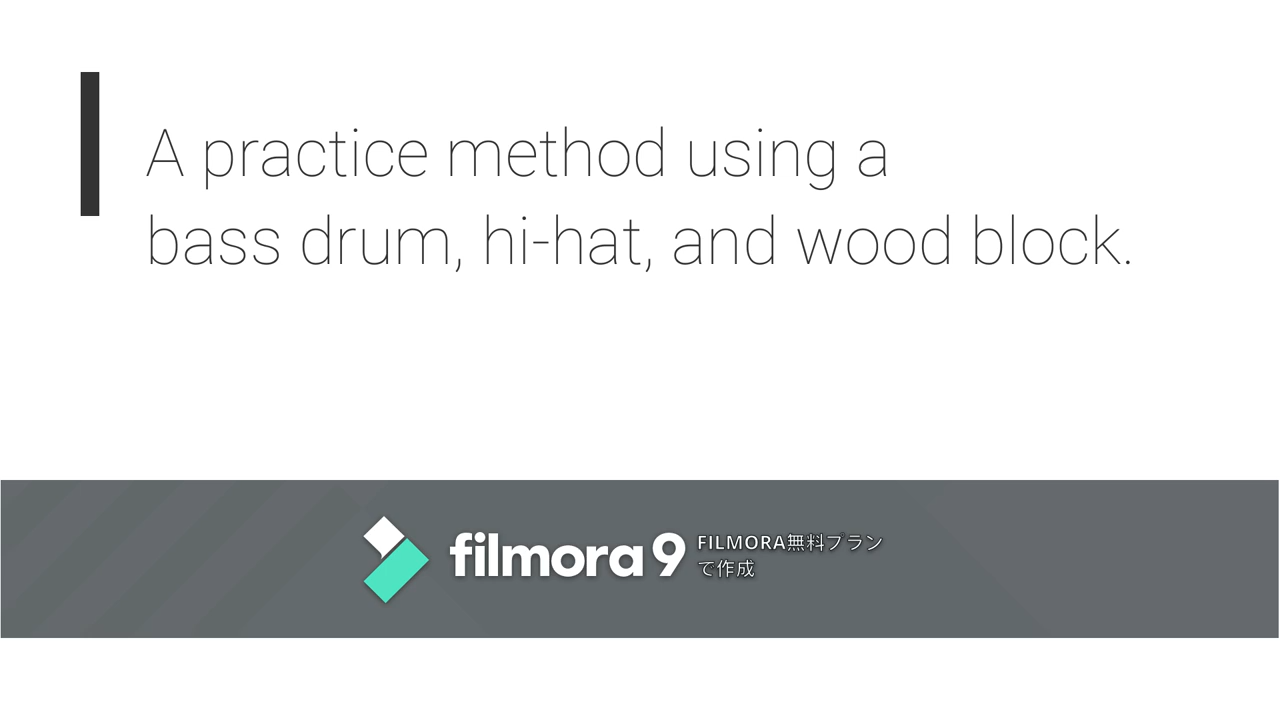 A practice method using a
bass drum, hi-hat, and wood block.
filmora9 FILMORA無料プラン
で作成